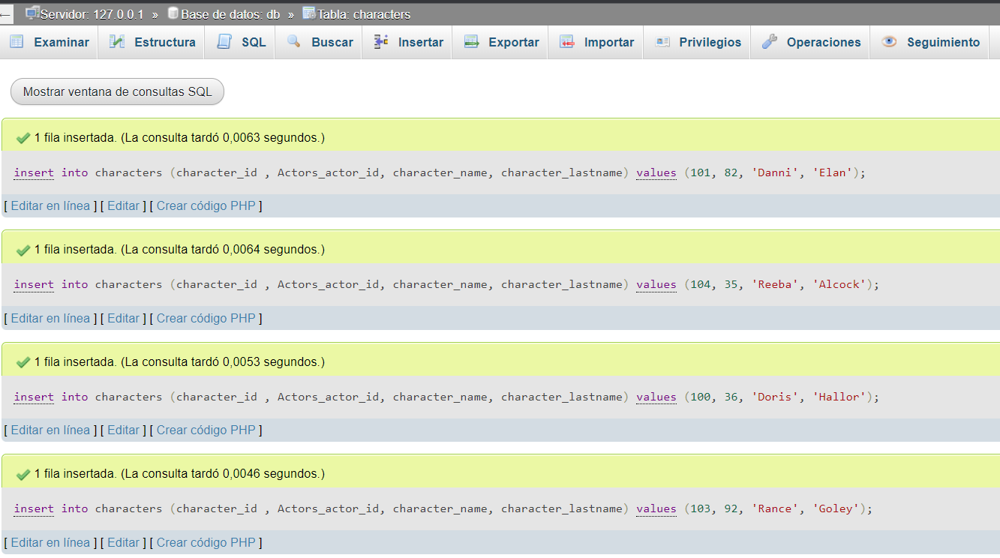 Servidor: 127.0.0.1 » Base de datos: db » Tabla: characters
Examinar Estructura SQL Buscar Insertar Exportar Importar Privilegios Operaciones Seguimiento
Mostrar ventana de consultas SQL
1 fila insertada. (La consulta tardó 0,0063 segundos.)
insert into characters (character_id , Actors_actor_id, character_name, character_lastname) values (101, 82, 'Danni', 'Elan');
[ Editar en línea ] [ Editar ] [ Crear código PHP ]
1 fila insertada. (La consulta tardó 0,0064 segundos.)
insert into characters (character_id , Actors_actor_id, character_name, character_lastname) values (104, 35, 'Reeba', 'Alcock');
[ Editar en línea ] [ Editar ] [ Crear código PHP ]
1 fila insertada. (La consulta tardó 0,0053 segundos.)
insert into characters (character_id , Actors_actor_id, character_name, character_lastname) values (100, 36, 'Doris', 'Hallor');
[ Editar en línea ] [ Editar ] [ Crear código PHP ]
1 fila insertada. (La consulta tardó 0,0046 segundos.)
insert into characters (character_id , Actors_actor_id, character_name, character_lastname) values (103, 92, 'Rance', 'Goley');
[ Editar en línea ] [ Editar ] [ Crear código PHP ]